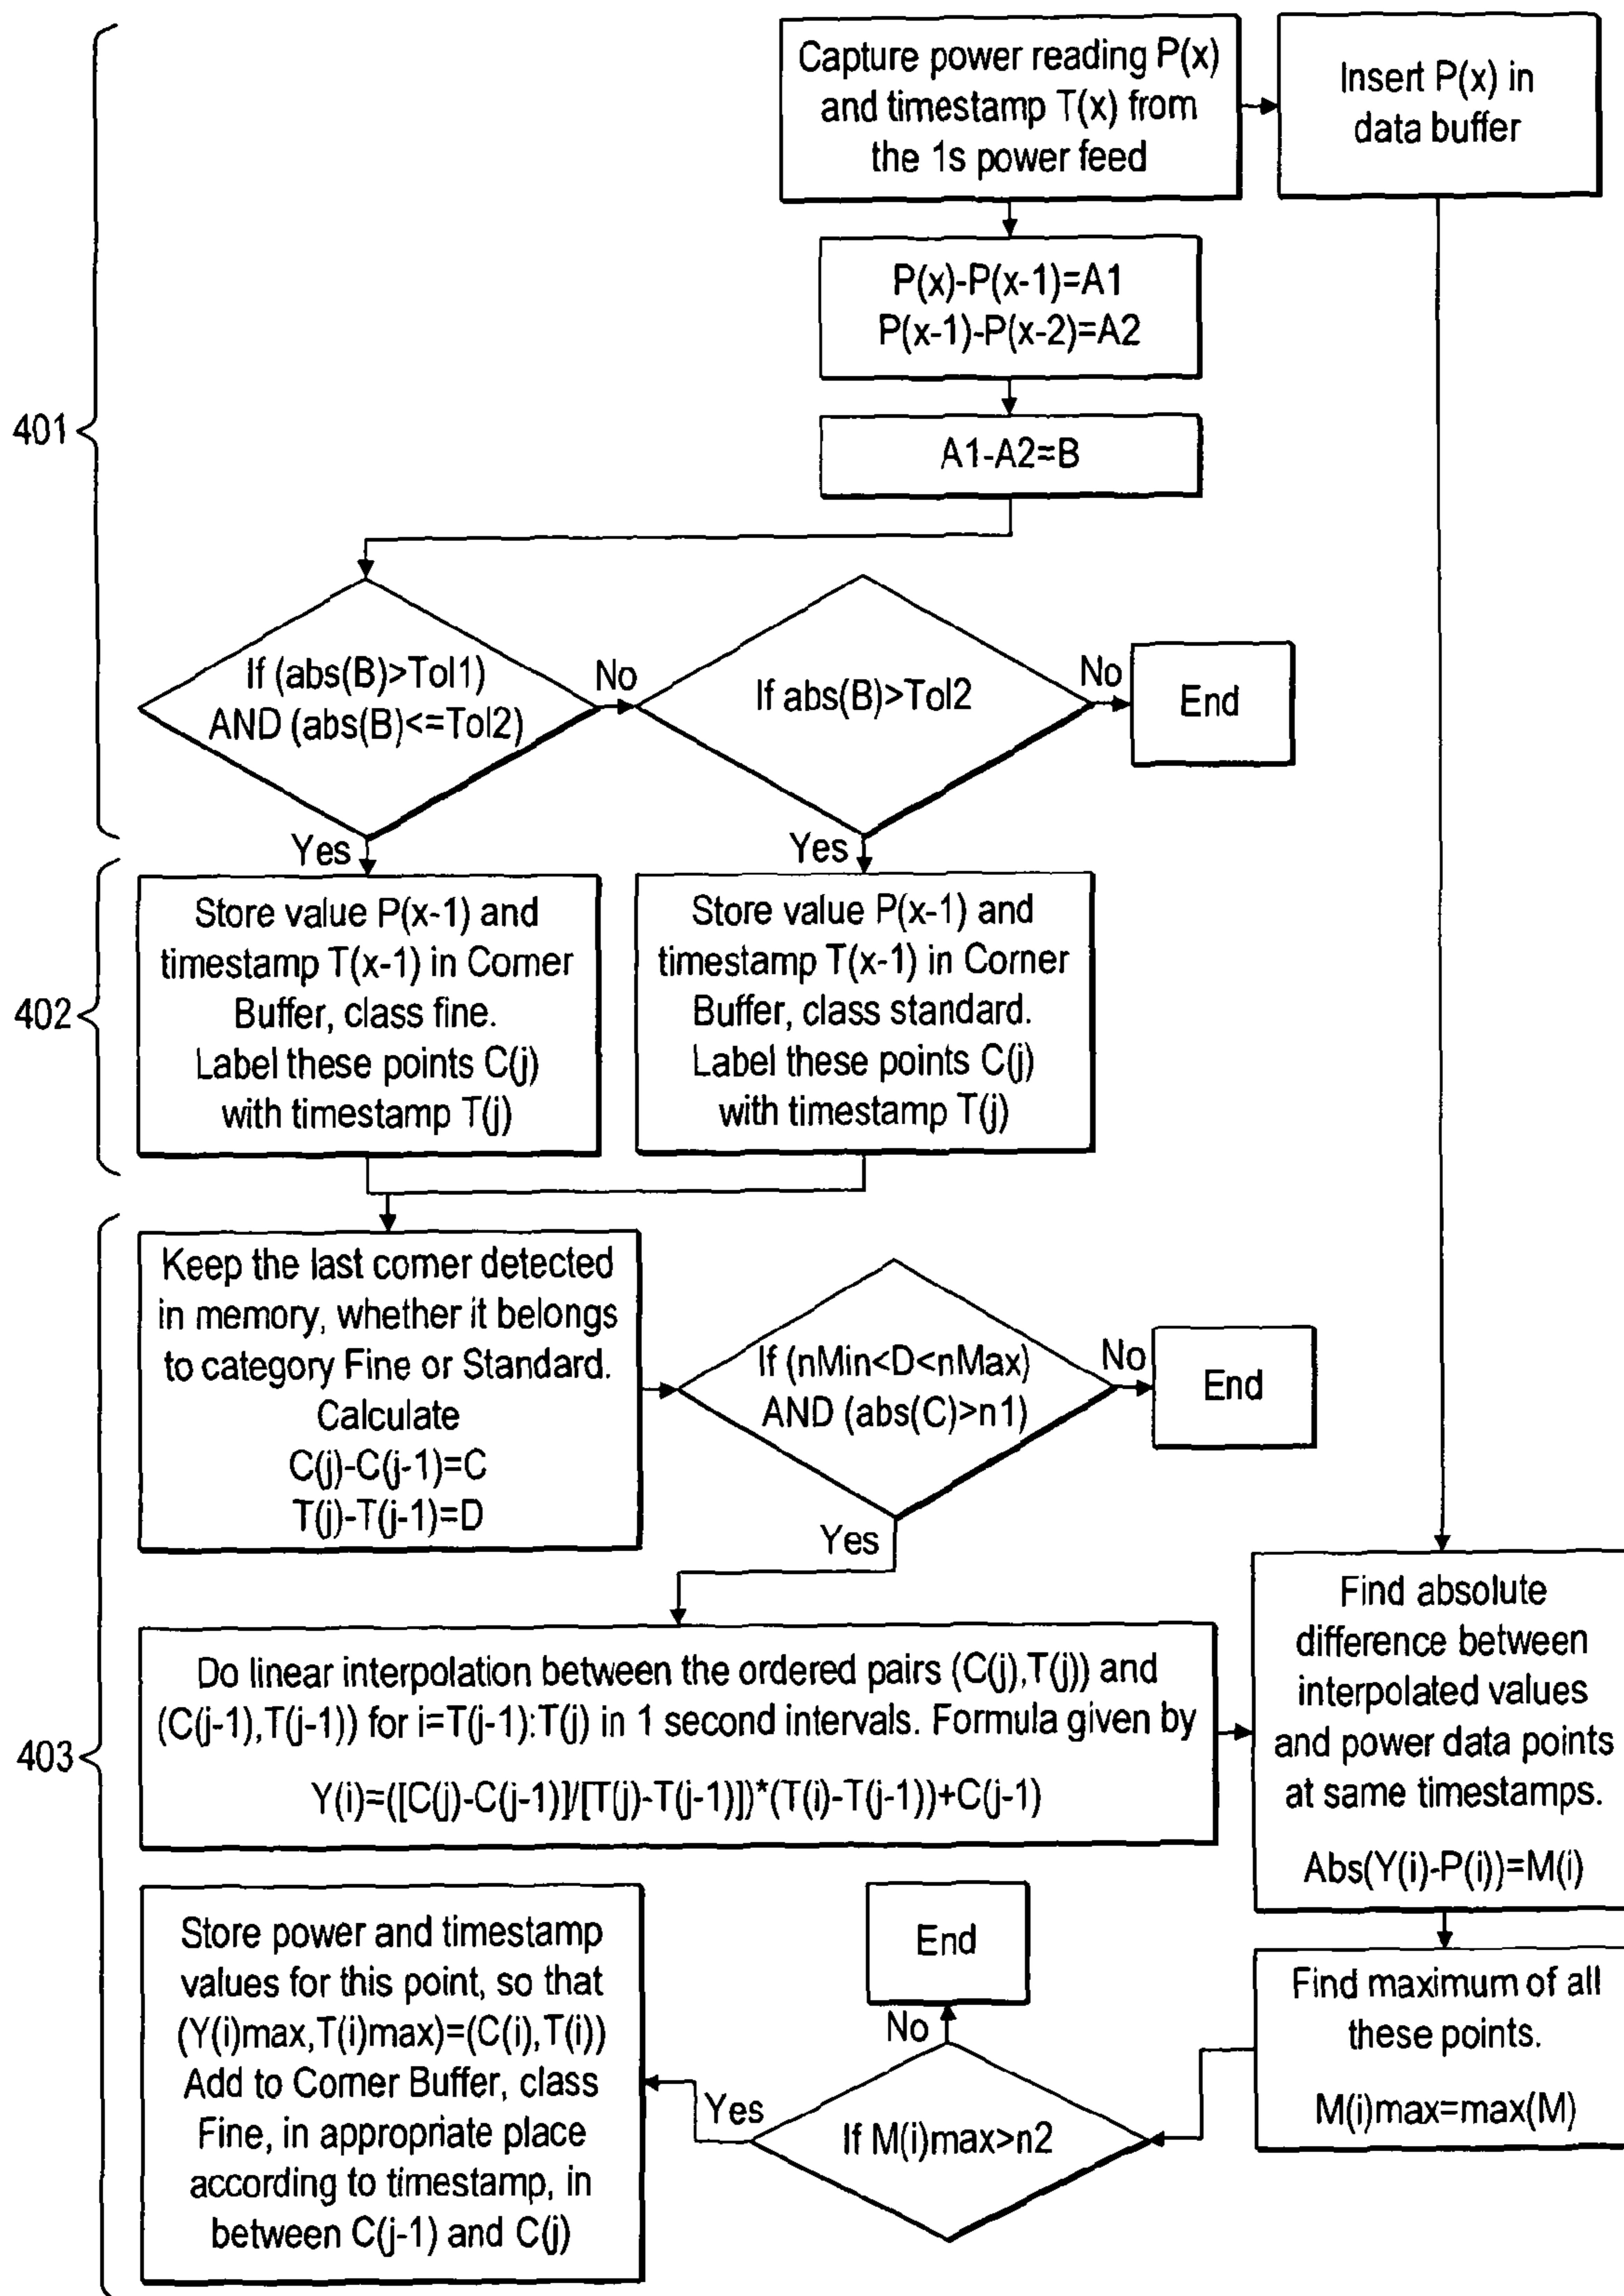 Capture power reading P(x)
and timestamp T(x) from
the 1s power feed
Insert P(x) in
data buffer
P(x)-P(x-1)=A1
P(x-1)-P(x-2)=A2
401
A1-A2=B
If (abs(B)>Tol1)
AND (abs(B)<=Tol2)
No
If abs(B)>Tol2
No
End
Yes
Yes
402
Store value P(x-1) and
timestamp T(x-1) in Corner
Buffer, class fine.
Label these points C(j)
with timestamp T(j)
Store value P(x-1) and
timestamp T(x-1) in Corner
Buffer, class standard.
Label these points C(j)
with timestamp T(j)
403
Keep the last corner detected
in memory, whether it belongs
to category Fine or Standard.
Calculate
C(j)-C(j-1)=C
T(j)-T(j-1)=D
If (nMin<D<nMax)
AND (abs(C)>n1)
No
End
Yes
Do linear interpolation between the ordered pairs (C(j),T(j)) and
(C(j-1),T(j-1)) for i=T(j-1):T(j) in 1 second intervals. Formula given by
Y(i)=([C(j)-C(j-1)]/[T(j)-T(j-1)])*(T(i)-T(j-1))+C(j-1)
Find absolute
difference between
interpolated values
and power data points
at same timestamps.
Abs(Y(i)-P(i))=M(i)
Find maximum of all
these points.
M(i)max=max(M)
If M(i)max>n2
No
End
Yes
Store power and timestamp
values for this point, so that
(Y(i)max,T(i)max)=(C(i),T(i))
Add to Corner Buffer, class
Fine, in appropriate place
according to timestamp, in
between C(j-1) and C(j)